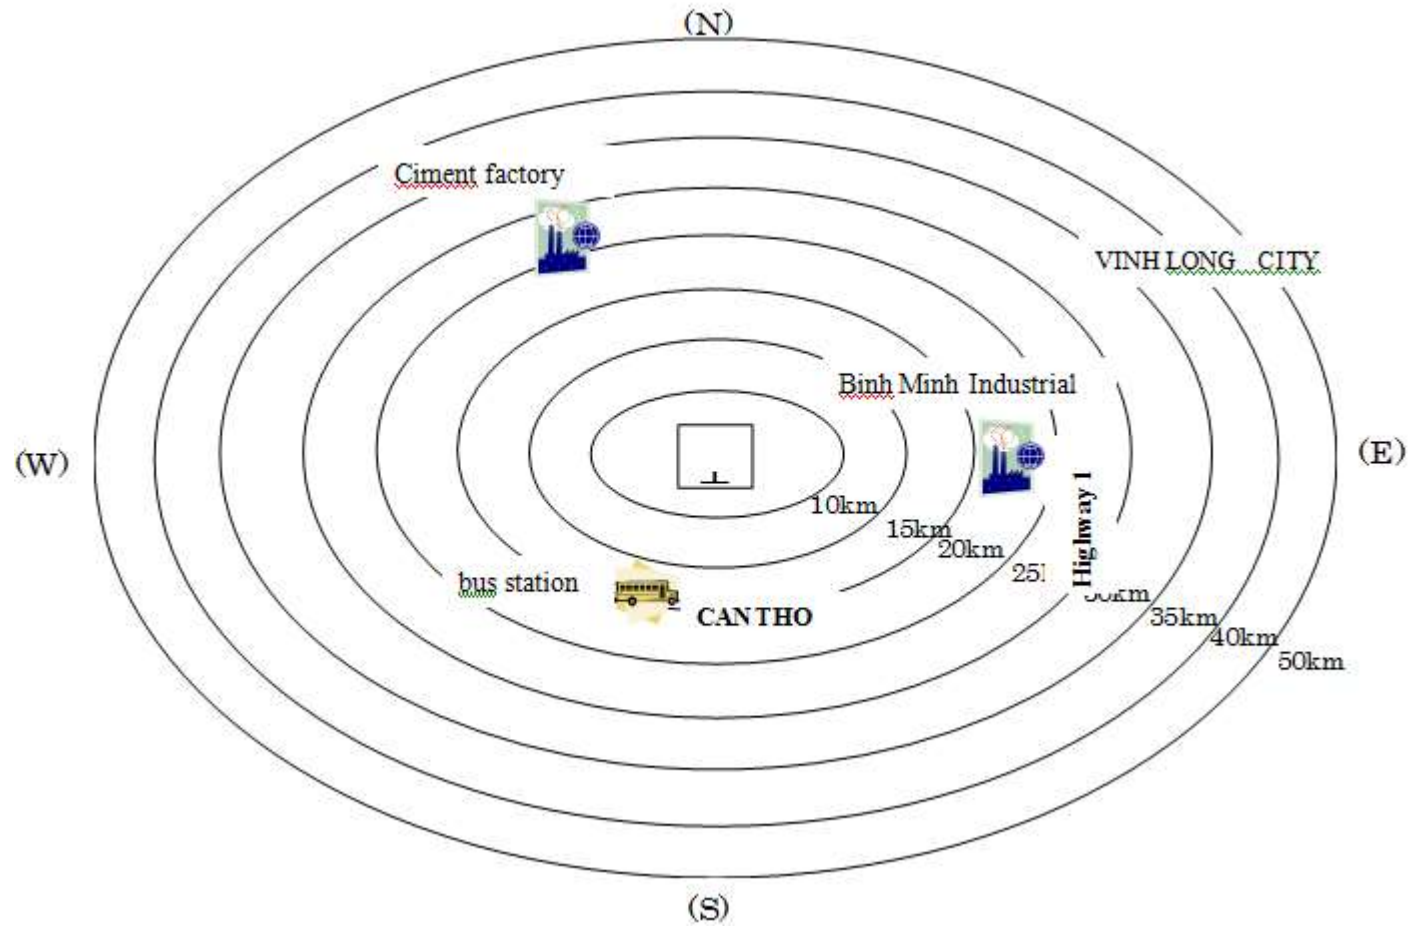 (N)
Ciment factory
VINH LONG CITY
Binh Minh Industrial
(W)
(E)
Highway 1
10km
15km
20km
25
bus station
CAN THO
35km
40km
50km
(S)